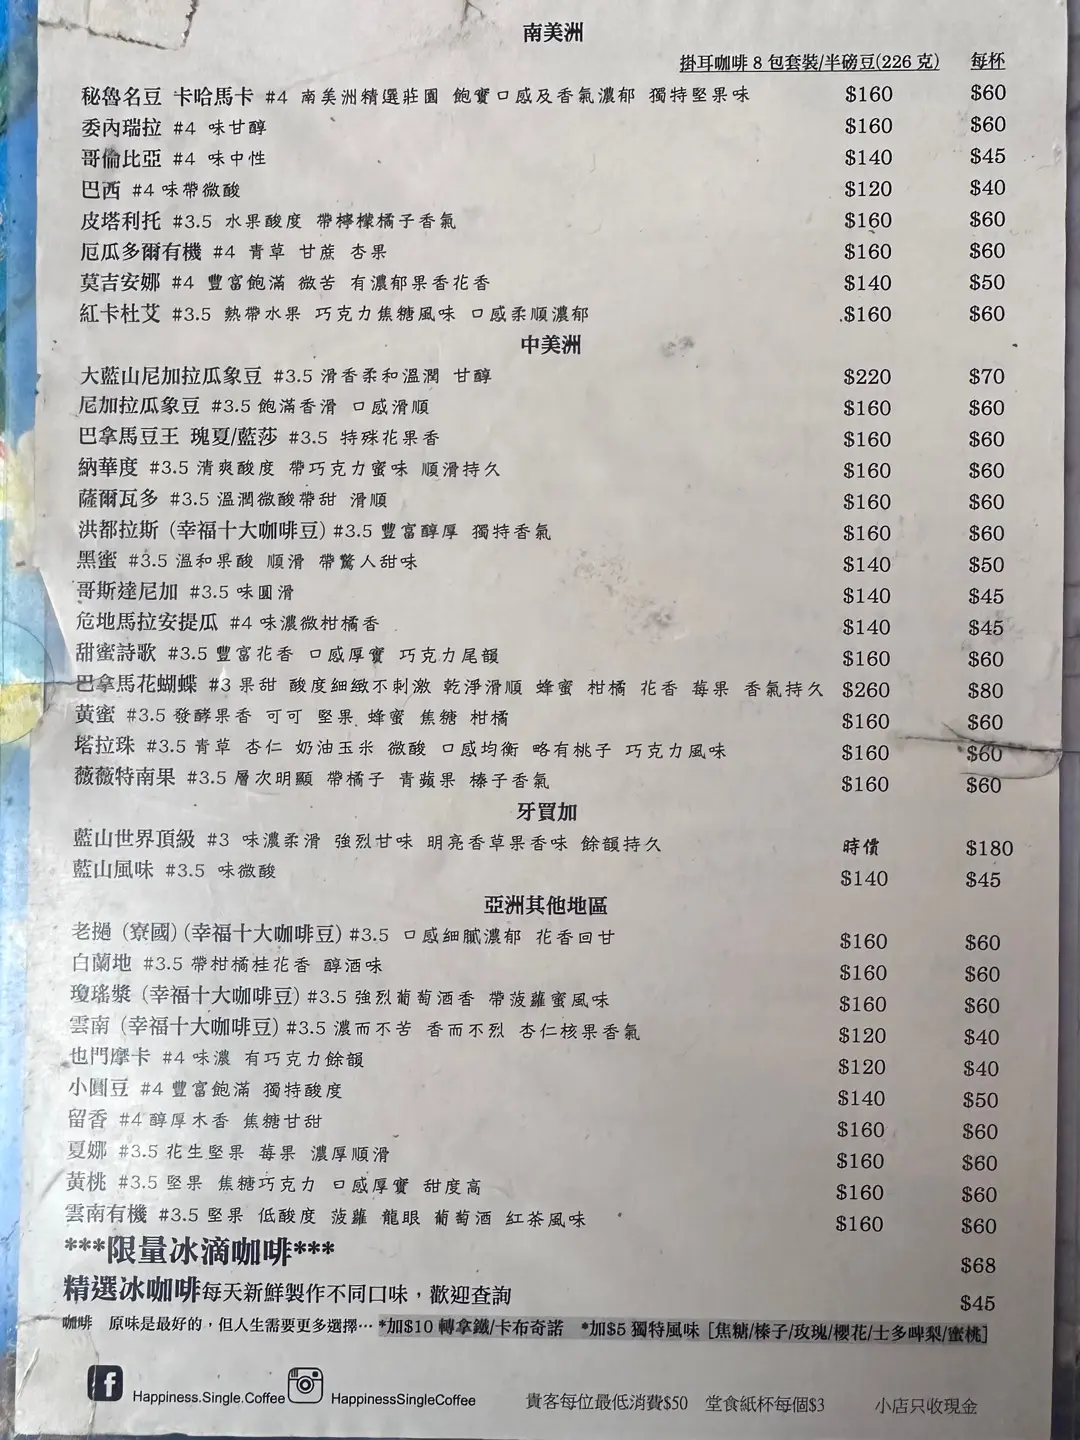 南美洲
掛耳咖啡 8 包套裝/半磅豆(226 克) 每杯
秘魯名豆 卡哈馬卡 #4 南美洲精選莊園 飽實口感及香氣濃郁 獨特堅果味 $160 $60
委內瑞拉 #4 味甘醇 $160 $60
哥倫比亞 #4 味中性 $140 $45
巴西 #4 味帶微酸 $120 $40
皮塔利托 #3.5 水果酸度 帶檸檬橘子香氣 $160 $60
厄瓜多爾有機 #4 青草 甘蔗 杏果 $160 $60
莫吉安娜 #4 豐富飽滿 微苦 有濃郁果香花香 $140 $50
紅卡杜艾 #3.5 熱帶水果 巧克力焦糖風味 口感柔順濃郁 $160 $60
中美洲
大藍山尼加拉瓜象豆 #3.5 滑香柔和溫潤 甘醇 $220 $70
尼加拉瓜象豆 #3.5 飽滿香滑 口感滑順 $160 $60
巴拿馬豆王 瑰夏/藍莎 #3.5 特殊花果香 $160 $60
納華度 #3.5 清爽酸度 帶巧克力蜜味 順滑持久 $160 $60
薩爾瓦多 #3.5 溫潤微酸帶甜 滑順 $160 $60
洪都拉斯 (幸福十大咖啡豆) #3.5 豐富醇厚 獨特香氣 $160 $60
黑蜜 #3.5 溫和果酸 順滑 帶驚人甜味 $140 $50
哥斯達尼加 #3.5 味圓滑 $140 $45
危地馬拉安提瓜 #4 味濃微柑橘香 $140 $45
甜蜜詩歌 #3.5 豐富花香 口感厚實 巧克力尾韻 $160 $60
巴拿馬花蝴蝶 #3 果甜 酸度細緻不刺激 乾淨滑順 蜂蜜 柑橘 花香 莓果 香氣持久 $260 $80
黃蜜 #3.5 發酵果香 可可 堅果 蜂蜜 焦糖 柑橘 $160 $60
塔拉珠 #3.5 青草 杏仁 奶油玉米 微酸 口感均衡 略有桃子 巧克力風味 $160 $60
薇薇特南果 #3.5 層次明顯 帶橘子 青蘋果 榛子香氣 $160 $60
牙買加
藍山世界頂級 #3 味濃柔滑 強烈甘味 明亮香草果香味 餘韻持久 時價 $180
藍山風味 #3.5 味微酸 $140 $45
亞洲其他地區
老撾 (寮國) (幸福十大咖啡豆) #3.5 口感細膩濃郁 花香回甘 $160 $60
白蘭地 #3.5 帶柑橘桂花香 醇酒味 $160 $60
瓊瑤漿 (幸福十大咖啡豆) #3.5 強烈葡萄酒香 帶菠蘿蜜風味 $160 $60
雲南 (幸福十大咖啡豆) #3.5 濃而不苦 香而不烈 杏仁核果香氣 $120 $40
也門摩卡 #4 味濃 有巧克力餘韻 $120 $40
小圓豆 #4 豐富飽滿 獨特酸度 $140 $50
留香 #4 醇厚木香 焦糖甘甜 $160 $60
夏娜 #3.5 花生堅果 莓果 濃厚順滑 $160 $60
黃桃 #3.5 堅果 焦糖巧克力 口感厚實 甜度高 $160 $60
雲南有機 #3.5 堅果 低酸度 菠蘿 龍眼 葡萄酒 紅茶風味 $160 $60
***限量冰滴咖啡*** $68
精選冰咖啡每天新鮮製作不同口味，歡迎查詢 $45
咖啡 原味是最好的，但人生需要更多選擇… *加$10 轉拿鐵/卡布奇諾 *加$5 獨特風味 [焦糖/榛子/玫瑰/櫻花/士多啤梨/蜜桃]
Happiness.Single.Coffee HappinessSingleCoffee 貴客每位最低消費$50 堂食紙杯每個$3 小店只收現金